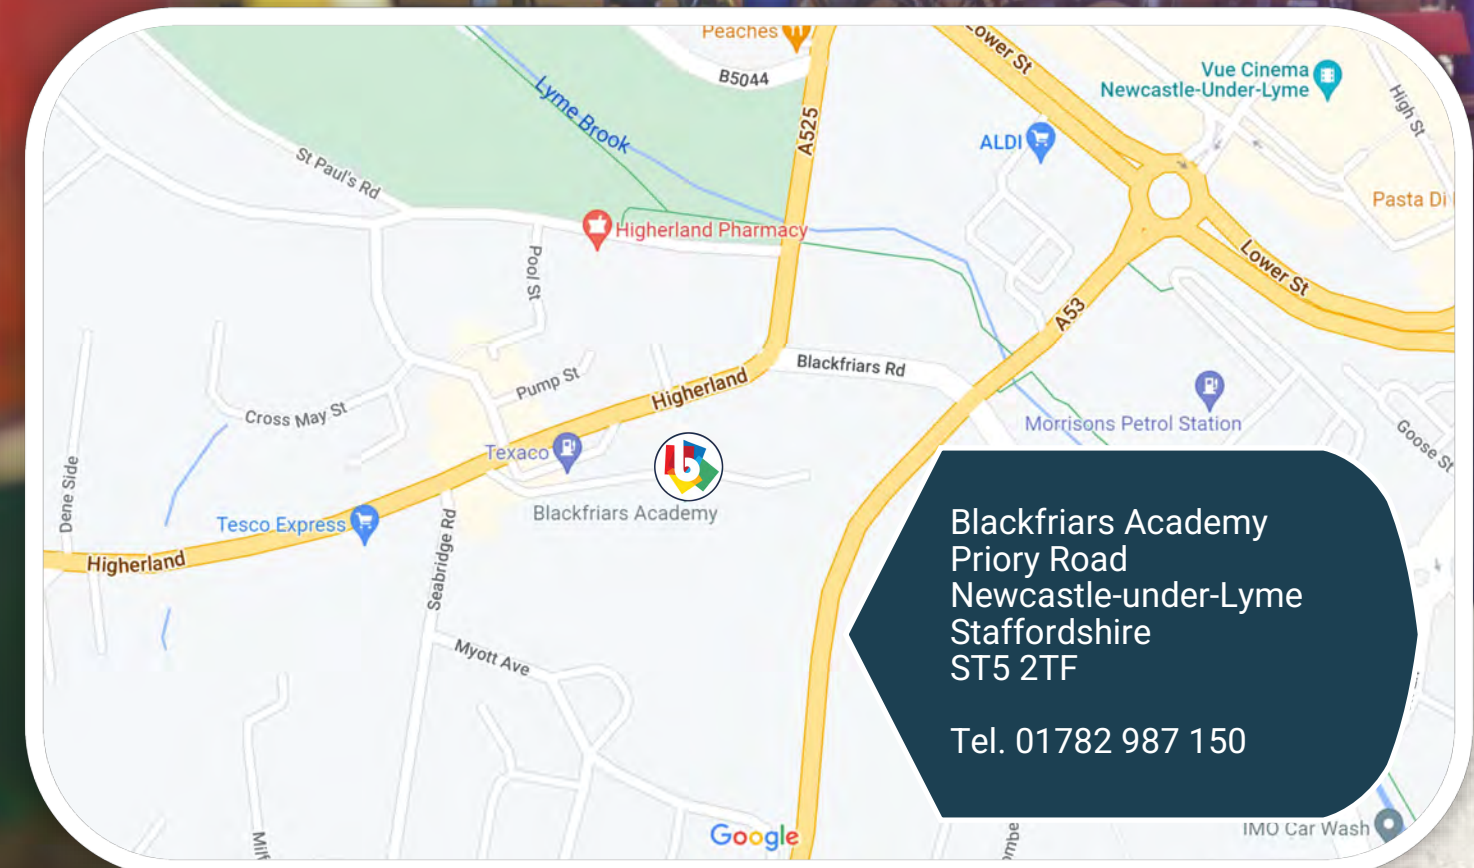 Peaches
Lower St
Vue Cinema
Newcastle-Under-Lyme
B5044
High St
Lyme Brook
A525
ALDI
St Paul's Rd
Pasta Di
Higherland Pharmacy
Pool St
Lower St
A53
Blackfriars Rd
Pump St
Higherland
Cross May St
Morrisons Petrol Station
Goose St
Texaco
b
Dene Side
Tesco Express
Blackfriars Academy
Higherland
Seabridge Rd
Myott Ave
Blackfriars Academy
Priory Road
Newcastle-under-Lyme
Staffordshire
ST5 2TF
Tel. 01782 987 150
Google
IMO Car Wash